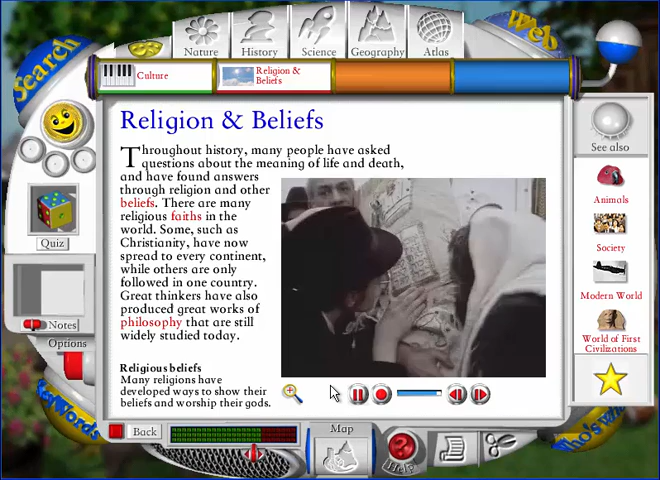 Search
Nature
History
Science
Geography
Atlas
Web
Culture
Religion &
Beliefs
Religion & Beliefs
Throughout history, many people have asked
questions about the meaning of life and death,
and have found answers
through religion and other
beliefs. There are many
religious faiths in the
world. Some, such as
Christianity, have now
spread to every continent,
while others are only
followed in one country.
Great thinkers have also
produced great works of
philosophy that are still
widely studied today.
Religious beliefs
Many religions have
developed ways to show their
beliefs and worship their gods.
Quiz
Notes
Options
KeyWords
Back
Map
Help
Who's Who
See also
Animals
Society
Modern World
World of First
Civilizations